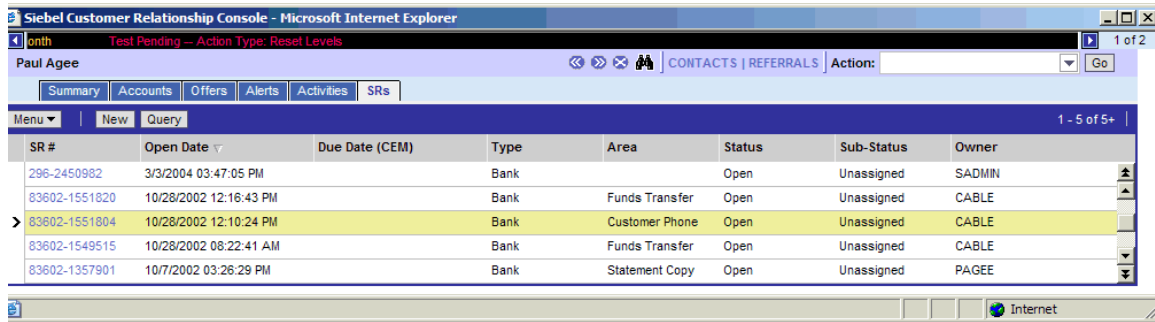 Siebel Customer Relationship Console - Microsoft Internet Explorer
onth Test Pending -- Action Type: Reset Levels 1 of 2
Paul Agee CONTACTS | REFERRALS Action: Go
Summary Accounts Offers Alerts Activities SRs
Menu New Query 1 - 5 of 5+
SR # Open Date Due Date (CEM) Type Area Status Sub-Status Owner
296-2450982 3/3/2004 03:47:05 PM Bank Open Unassigned SADMIN
83602-1551820 10/28/2002 12:16:43 PM Bank Funds Transfer Open Unassigned CABLE
83602-1551804 10/28/2002 12:10:24 PM Bank Customer Phone Open Unassigned CABLE
83602-1549515 10/28/2002 08:22:41 AM Bank Funds Transfer Open Unassigned CABLE
83602-1357901 10/7/2002 03:26:29 PM Bank Statement Copy Open Unassigned PAGEE
Internet